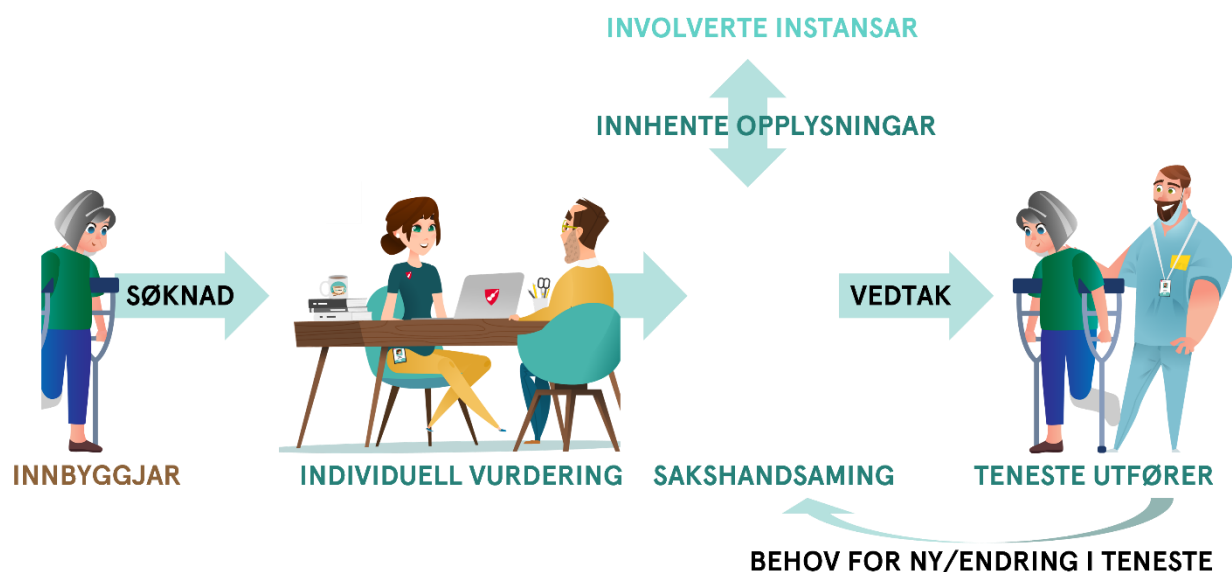 INVOLVERTE INSTANSAR
INNHENTE OPPLYSNINGAR
SØKNAD
VEDTAK
INNBYGGJAR
INDIVIDUELL VURDERING
SAKSHANDSAMING
TENESTE UTFØRER
BEHOV FOR NY/ENDRING I TENESTE